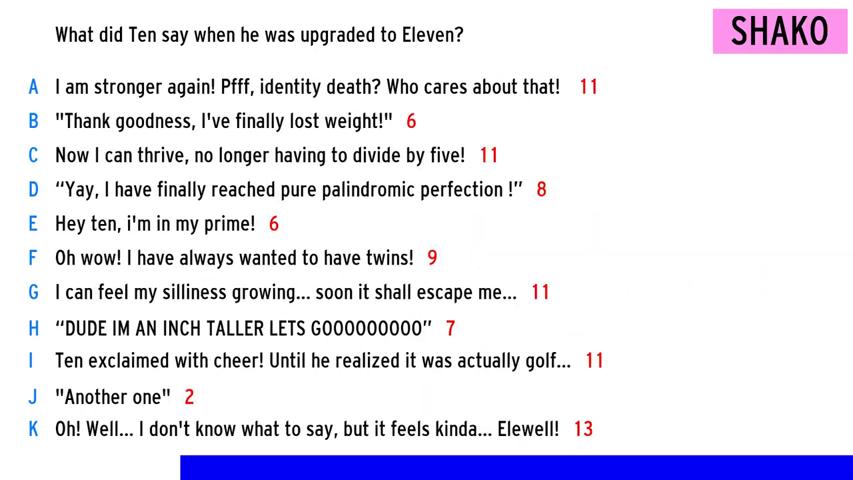 What did Ten say when he was upgraded to Eleven?
SHAKO
A I am stronger again! Pfff, identity death? Who cares about that! 11
B "Thank goodness, I've finally lost weight!" 6
C Now I can thrive, no longer having to divide by five! 11
D “Yay, I have finally reached pure palindromic perfection !” 8
E Hey ten, i'm in my prime! 6
F Oh wow! I have always wanted to have twins! 9
G I can feel my silliness growing... soon it shall escape me... 11
H “DUDE IM AN INCH TALLER LETS GOOOOOOOOO” 7
I Ten exclaimed with cheer! Until he realized it was actually golf... 11
J "Another one" 2
K Oh! Well... I don't know what to say, but it feels kinda... Elewell! 13